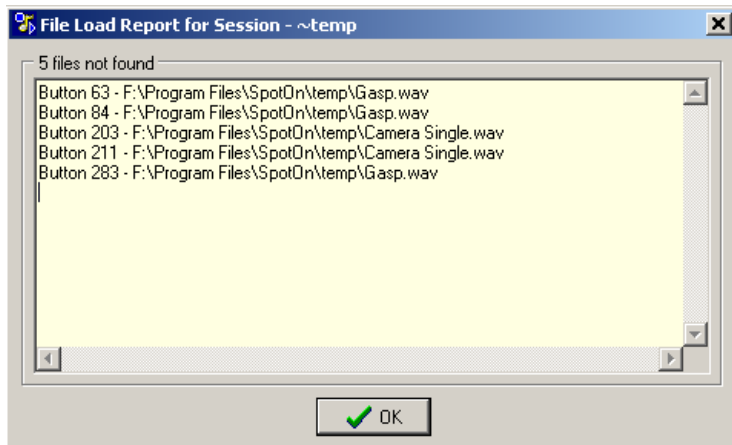 File Load Report for Session - ~temp
5 files not found
Button 63 - F:\Program Files\SpotOn\temp\Gasp.wav
Button 84 - F:\Program Files\SpotOn\temp\Gasp.wav
Button 203 - F:\Program Files\SpotOn\temp\Camera Single.wav
Button 211 - F:\Program Files\SpotOn\temp\Camera Single.wav
Button 283 - F:\Program Files\SpotOn\temp\Gasp.wav
OK